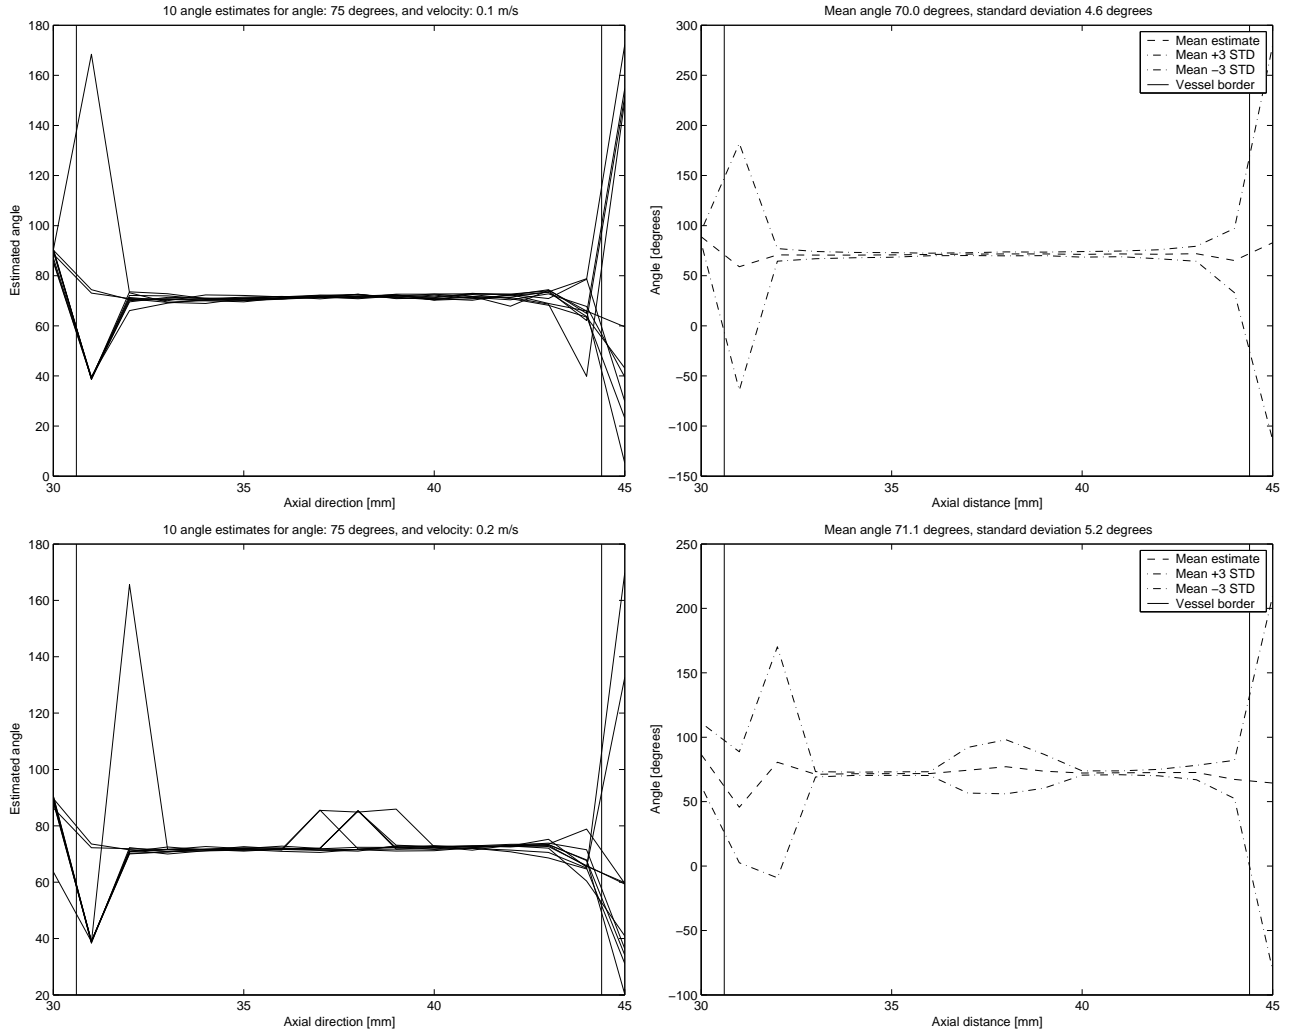 10 angle estimates for angle: 75 degrees, and velocity: 0.1 m/s
180
160
140
120
100
80
60
40
20
0
Estimated angle
30 35 40 45
Axial direction [mm]
Mean angle 70.0 degrees, standard deviation 4.6 degrees
300
250
200
150
100
50
0
−50
−100
−150
Angle [degrees]
30 35 40 45
Axial distance [mm]
Mean estimate
Mean +3 STD
Mean −3 STD
Vessel border
10 angle estimates for angle: 75 degrees, and velocity: 0.2 m/s
180
160
140
120
100
80
60
40
20
Estimated angle
30 35 40 45
Axial direction [mm]
Mean angle 71.1 degrees, standard deviation 5.2 degrees
250
200
150
100
50
0
−50
−100
Angle [degrees]
30 35 40 45
Axial distance [mm]
Mean estimate
Mean +3 STD
Mean −3 STD
Vessel border